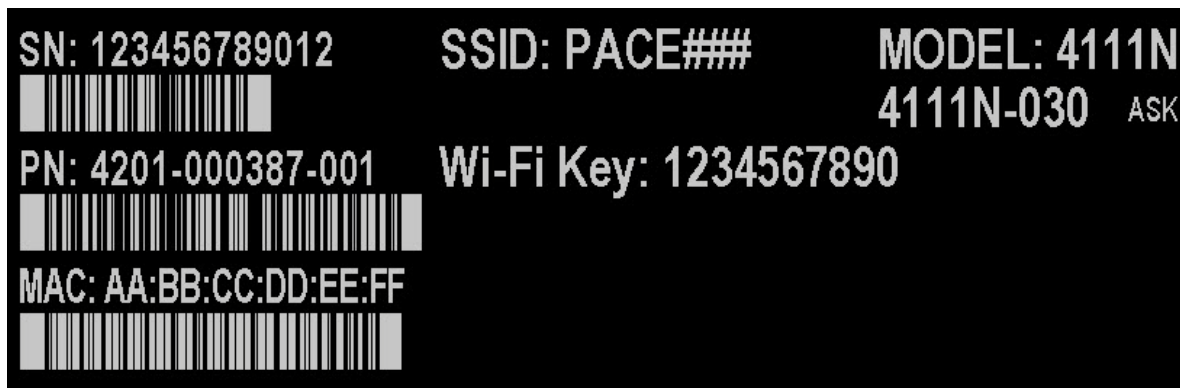 SN: 123456789012
PN: 4201-000387-001
MAC: AA:BB:CC:DD:EE:FF
SSID: PACE###
Wi-Fi Key: 1234567890
MODEL: 4111N
4111N-030 ASK